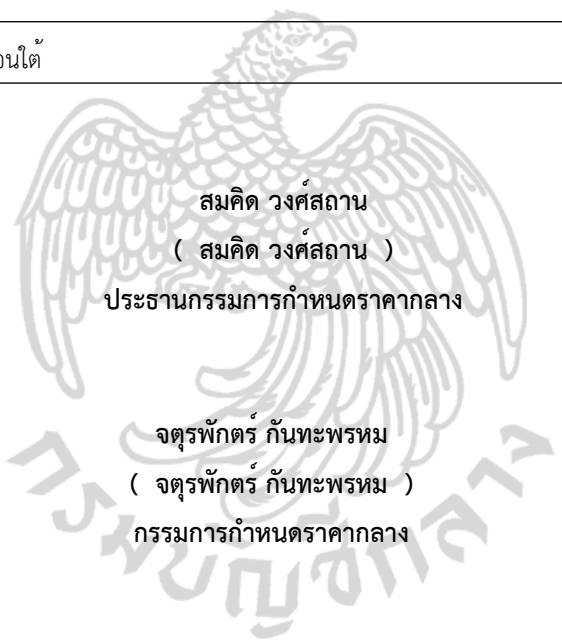 อนใต้
สมคิด วงศ์สถาน
( สมคิด วงศ์สถาน )
ประธานกรรมการกำหนดราคากลาง
จตุรพักตร์ กันทะพรหม
( จตุรพักตร์ กันทะพรหม )
กรรมการกำหนดราคากลาง
กรมบัญชีกลาง